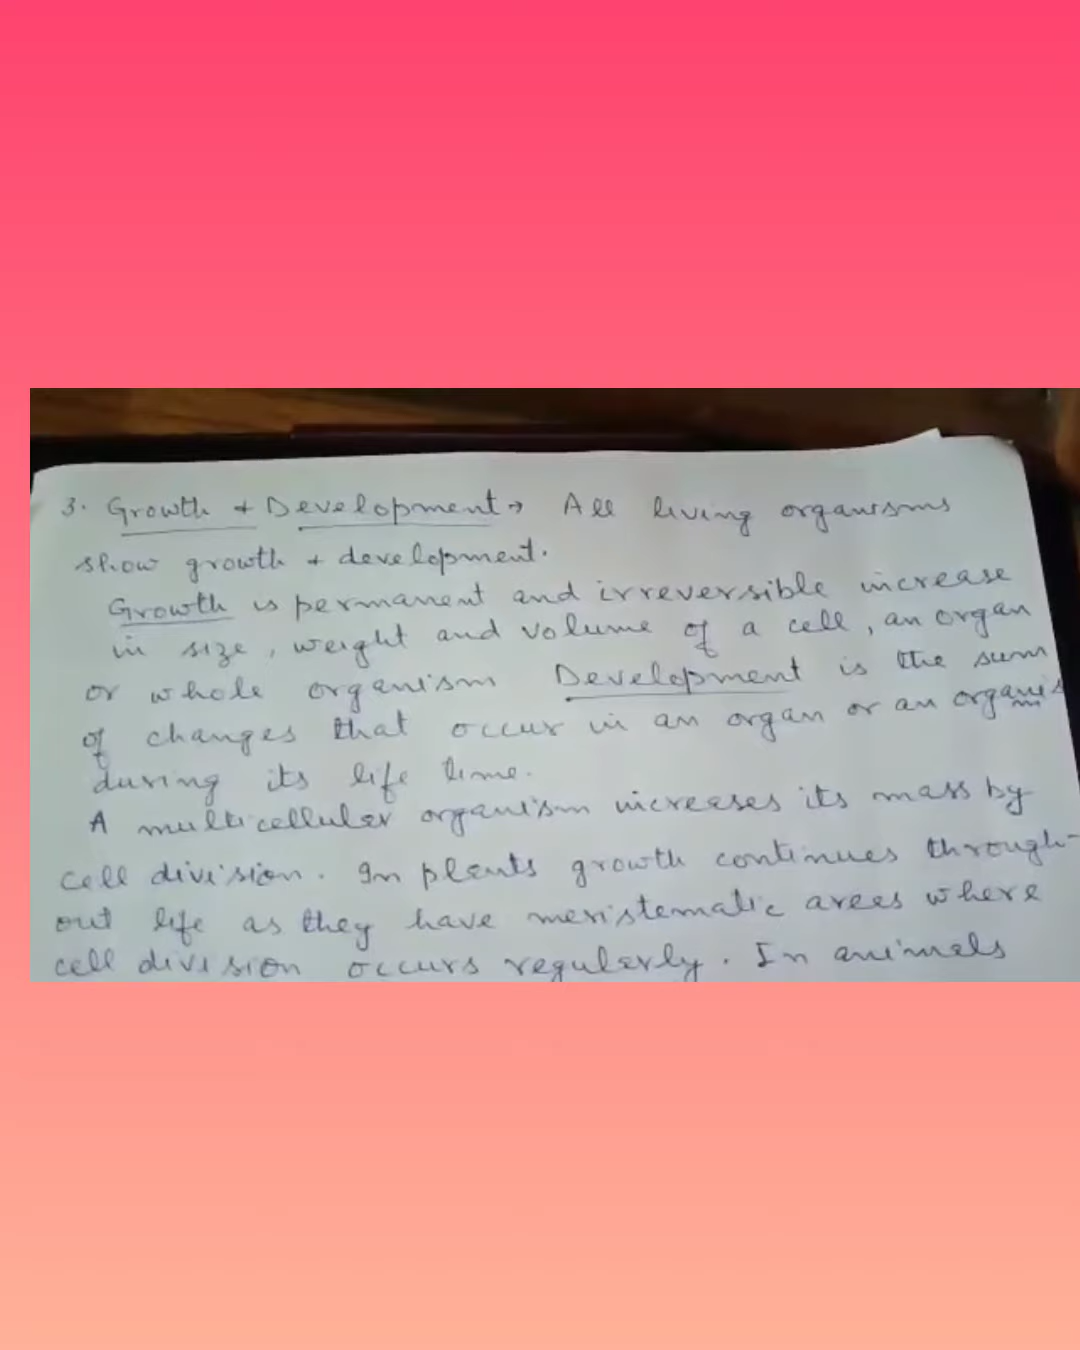 3. Growth + Development → All living organisms
show growth + development.
Growth is permanent and irreversible increase
in size, weight and volume of a cell, an organ
or whole organism Development is the sum
of changes that occur in an organ or an organis
m
during its life time.
A multicellular organism increases its mass by
cell division. In plants growth continues through-
out life as they have meristematic areas where
cell division occurs regularly. In animals